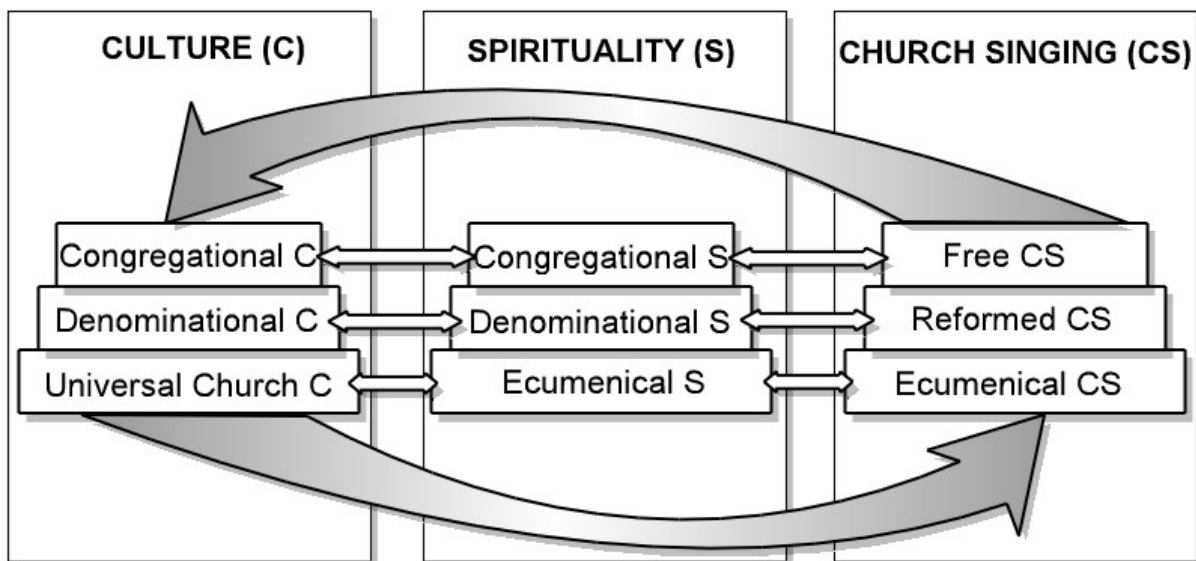 CULTURE (C)
SPIRITUALITY (S)
CHURCH SINGING (CS)
Congregational C
Congregational S
Free CS
Denominational C
Denominational S
Reformed CS
Universal Church C
Ecumenical S
Ecumenical CS